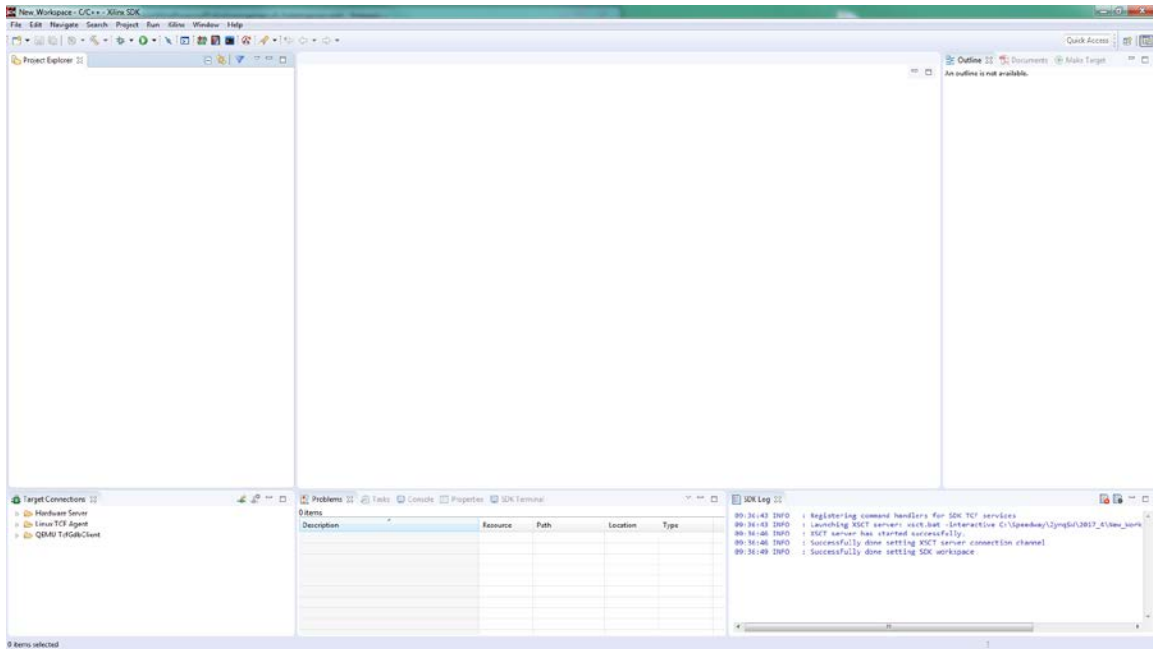 New_Workspace - C/C++ - Xilinx SDK
File Edit Navigate Search Project Run Xilinx Window Help
Quick Access
Project Explorer
Outline Documents Make Target
An outline is not available.
Target Connections
Hardware Server
Linux TCF Agent
QEMU TcfGdbClient
Problems Tasks Console Properties SDK Terminal
0 items
Description Resource Path Location Type
SDK Log
09:36:43 INFO : Registering command handlers for SDK TCF services
09:36:43 INFO : Launching XSCT server: xsct.bat -interactive C:\Speedway\ZynqSW\2017_4\New_Work
09:36:46 INFO : XSCT server has started successfully.
09:36:46 INFO : Successfully done setting XSCT server connection channel
09:36:49 INFO : Successfully done setting SDK workspace
0 items selected